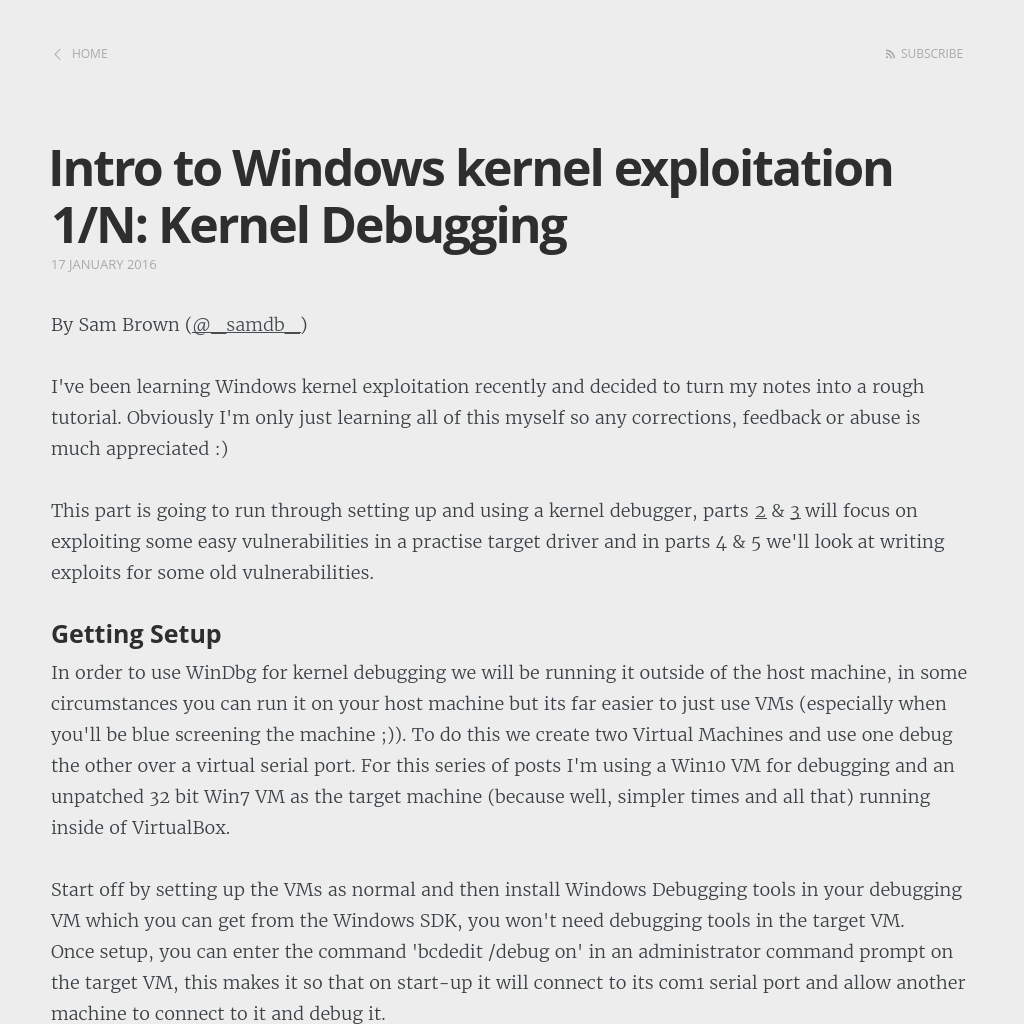 HOME
SUBSCRIBE
Intro to Windows kernel exploitation
1/N: Kernel Debugging
17 JANUARY 2016
By Sam Brown (@_samdb_)
I've been learning Windows kernel exploitation recently and decided to turn my notes into a rough
tutorial. Obviously I'm only just learning all of this myself so any corrections, feedback or abuse is
much appreciated :)
This part is going to run through setting up and using a kernel debugger, parts 2 & 3 will focus on
exploiting some easy vulnerabilities in a practise target driver and in parts 4 & 5 we'll look at writing
exploits for some old vulnerabilities.
Getting Setup
In order to use WinDbg for kernel debugging we will be running it outside of the host machine, in some
circumstances you can run it on your host machine but its far easier to just use VMs (especially when
you'll be blue screening the machine ;)). To do this we create two Virtual Machines and use one debug
the other over a virtual serial port. For this series of posts I'm using a Win10 VM for debugging and an
unpatched 32 bit Win7 VM as the target machine (because well, simpler times and all that) running
inside of VirtualBox.
Start off by setting up the VMs as normal and then install Windows Debugging tools in your debugging
VM which you can get from the Windows SDK, you won't need debugging tools in the target VM.
Once setup, you can enter the command 'bcdedit /debug on' in an administrator command prompt on
the target VM, this makes it so that on start-up it will connect to its com1 serial port and allow another
machine to connect to it and debug it.